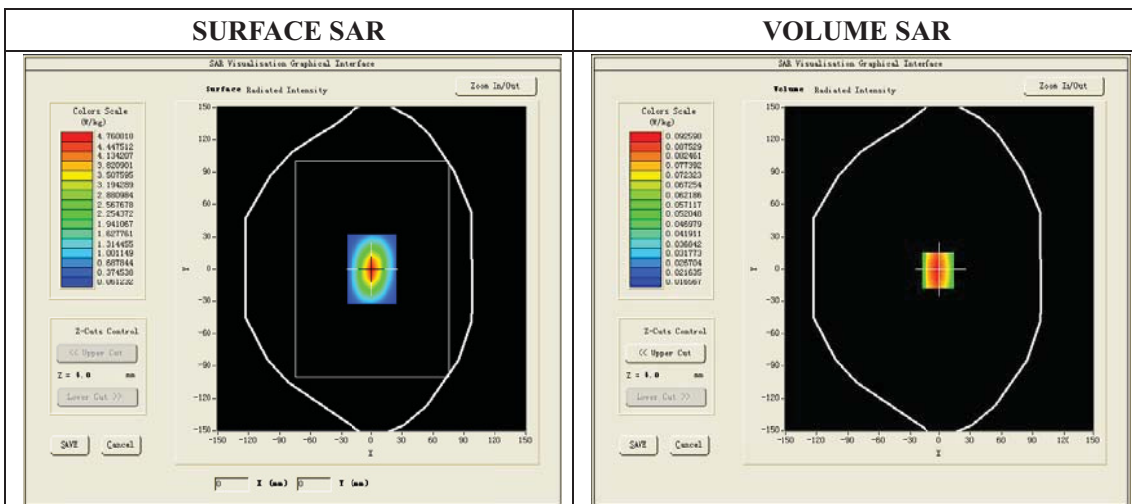 SURFACE SAR
VOLUME SAR
SAR Visualisation Graphical Interface
Surface Radiated Intensity
Zoom In/Out
Colors Scale
(W/kg)
4.760818
4.447512
4.134207
3.820901
3.507595
3.194289
2.880984
2.567678
2.254372
1.941067
1.627761
1.314455
1.001149
0.687844
0.374538
0.061232
150
120
90
60
30
0
-30
-60
-90
-120
-150
Y
-150 -120 -90 -60 -30 0 30 60 90 120 150
X
Z-Cuts Control
<< Upper Cut
Z = 4.0 mm
Lower Cut >>
SAVE Cancel
0 X (mm) 0 Y (mm)
SAR Visualisation Graphical Interface
Volume Radiated Intensity
Zoom In/Out
Colors Scale
(W/kg)
0.092598
0.087529
0.082461
0.077392
0.072323
0.067254
0.062186
0.057117
0.052048
0.046979
0.041911
0.036842
0.031773
0.026704
0.021635
0.016567
150
120
90
60
30
0
-30
-60
-90
-120
-150
Y
-150 -120 -90 -60 -30 0 30 60 90 12( 150
X
Z-Cuts Control
<< Upper Cut
Z = 4.0 mm
Lower Cut >>
SAVE Cancel